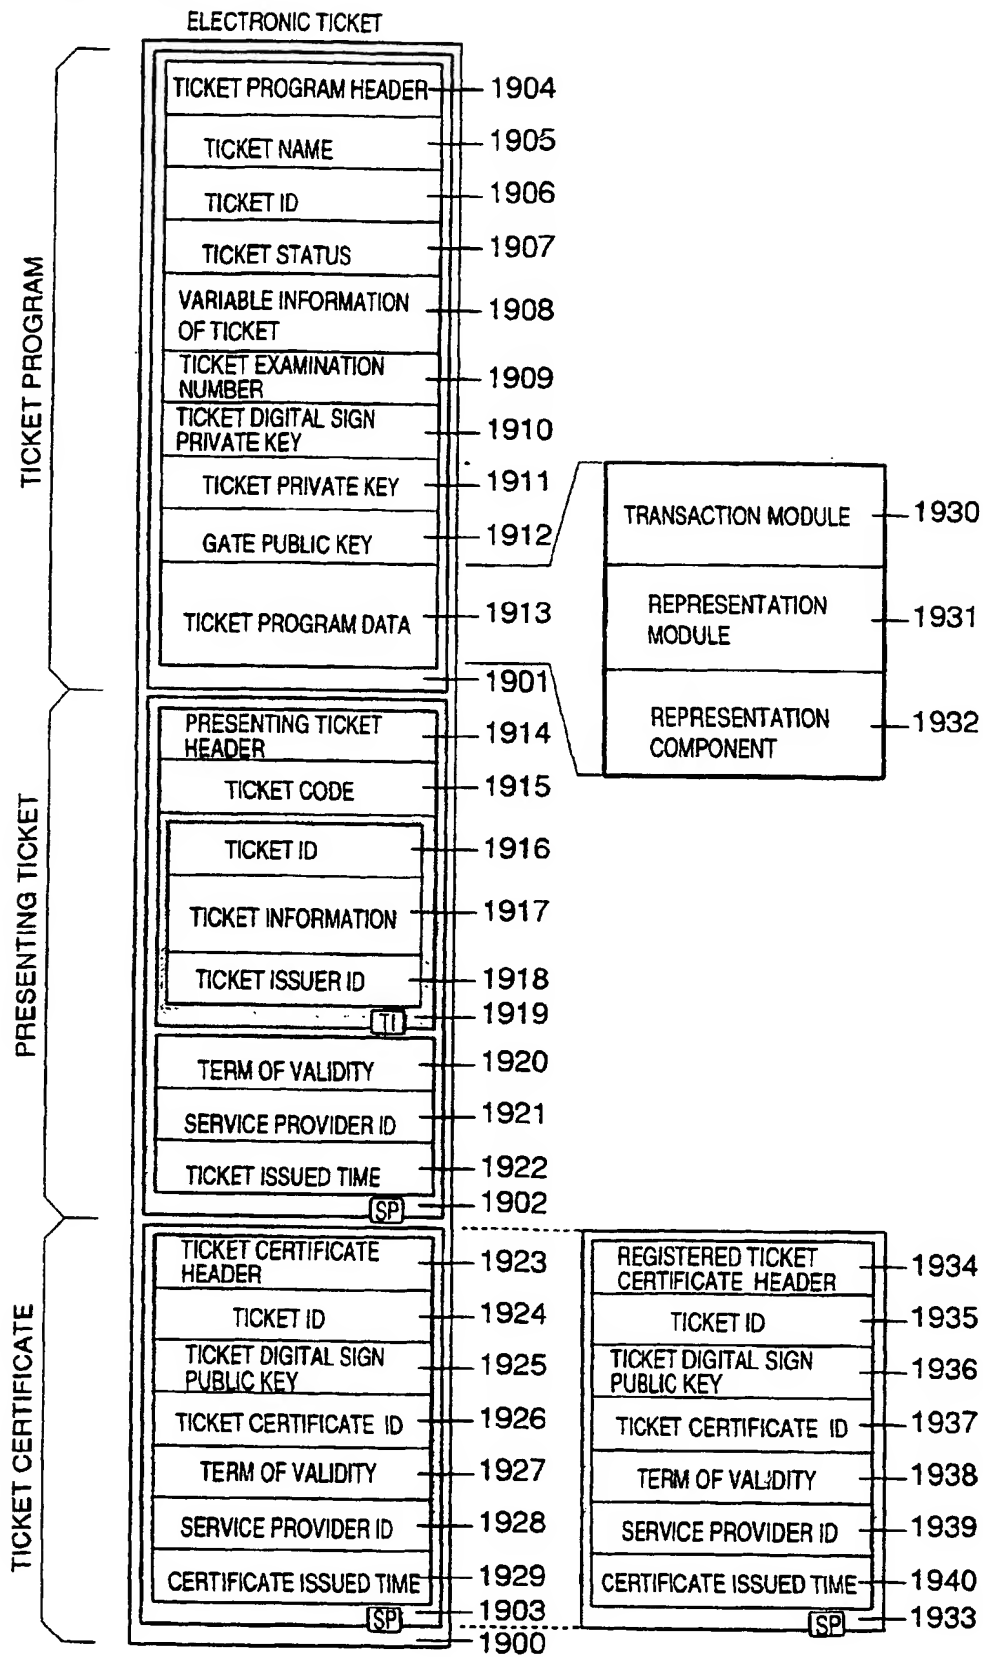 ELECTRONIC TICKET
TICKET PROGRAM
TICKET PROGRAM HEADER 1904
TICKET NAME 1905
TICKET ID 1906
TICKET STATUS 1907
VARIABLE INFORMATION
OF TICKET 1908
TICKET EXAMINATION
NUMBER 1909
TICKET DIGITAL SIGN
PRIVATE KEY 1910
TICKET PRIVATE KEY 1911
GATE PUBLIC KEY 1912
TICKET PROGRAM DATA 1913
1901
TRANSACTION MODULE 1930
REPRESENTATION
MODULE 1931
REPRESENTATION
COMPONENT 1932
PRESENTING TICKET
PRESENTING TICKET
HEADER 1914
TICKET CODE 1915
TICKET ID 1916
TICKET INFORMATION 1917
TICKET ISSUER ID 1918
TI 1919
TERM OF VALIDITY 1920
SERVICE PROVIDER ID 1921
TICKET ISSUED TIME 1922
SP 1902
TICKET CERTIFICATE
TICKET CERTIFICATE
HEADER 1923
TICKET ID 1924
TICKET DIGITAL SIGN
PUBLIC KEY 1925
TICKET CERTIFICATE ID 1926
TERM OF VALIDITY 1927
SERVICE PROVIDER ID 1928
CERTIFICATE ISSUED TIME 1929
SP 1903
1900
REGISTERED TICKET
CERTIFICATE HEADER 1934
TICKET ID 1935
TICKET DIGITAL SIGN
PUBLIC KEY 1936
TICKET CERTIFICATE ID 1937
TERM OF VALIDITY 1938
SERVICE PROVIDER ID 1939
CERTIFICATE ISSUED TIME 1940
SP 1933